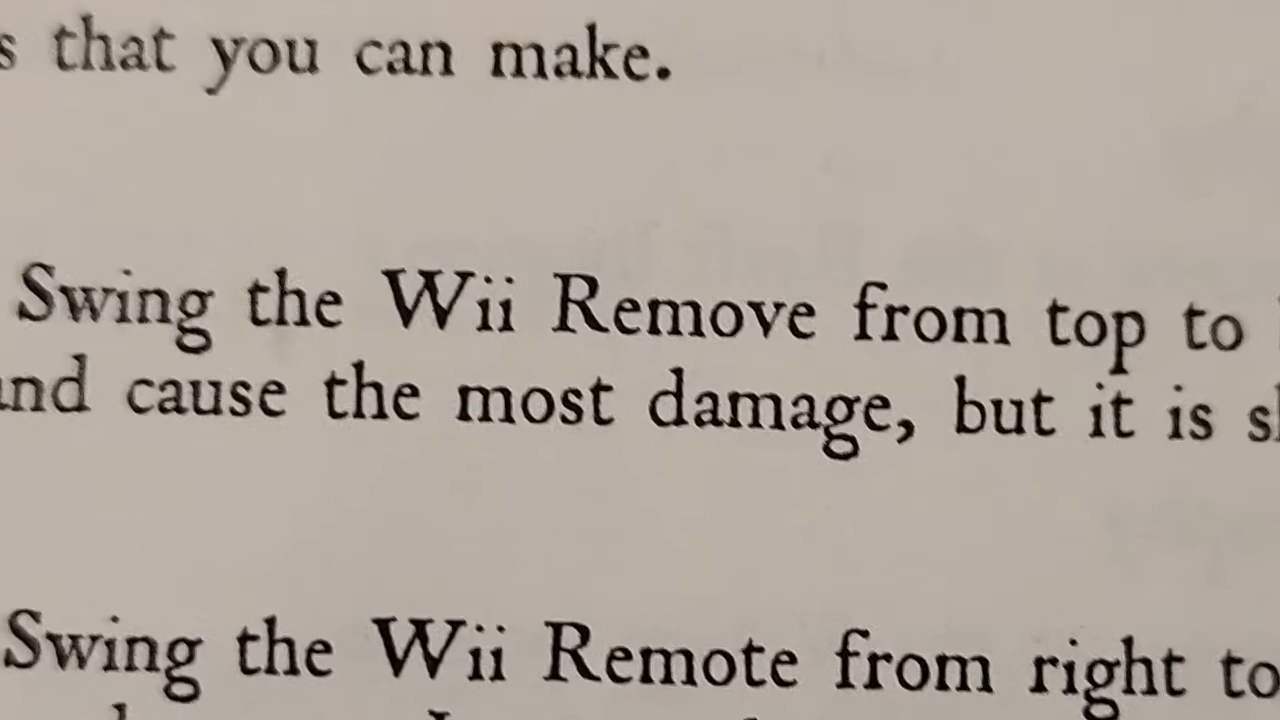 that you can make.
Swing the Wii Remove from top to
cause the most damage, but it is
Swing the Wii Remote from right to